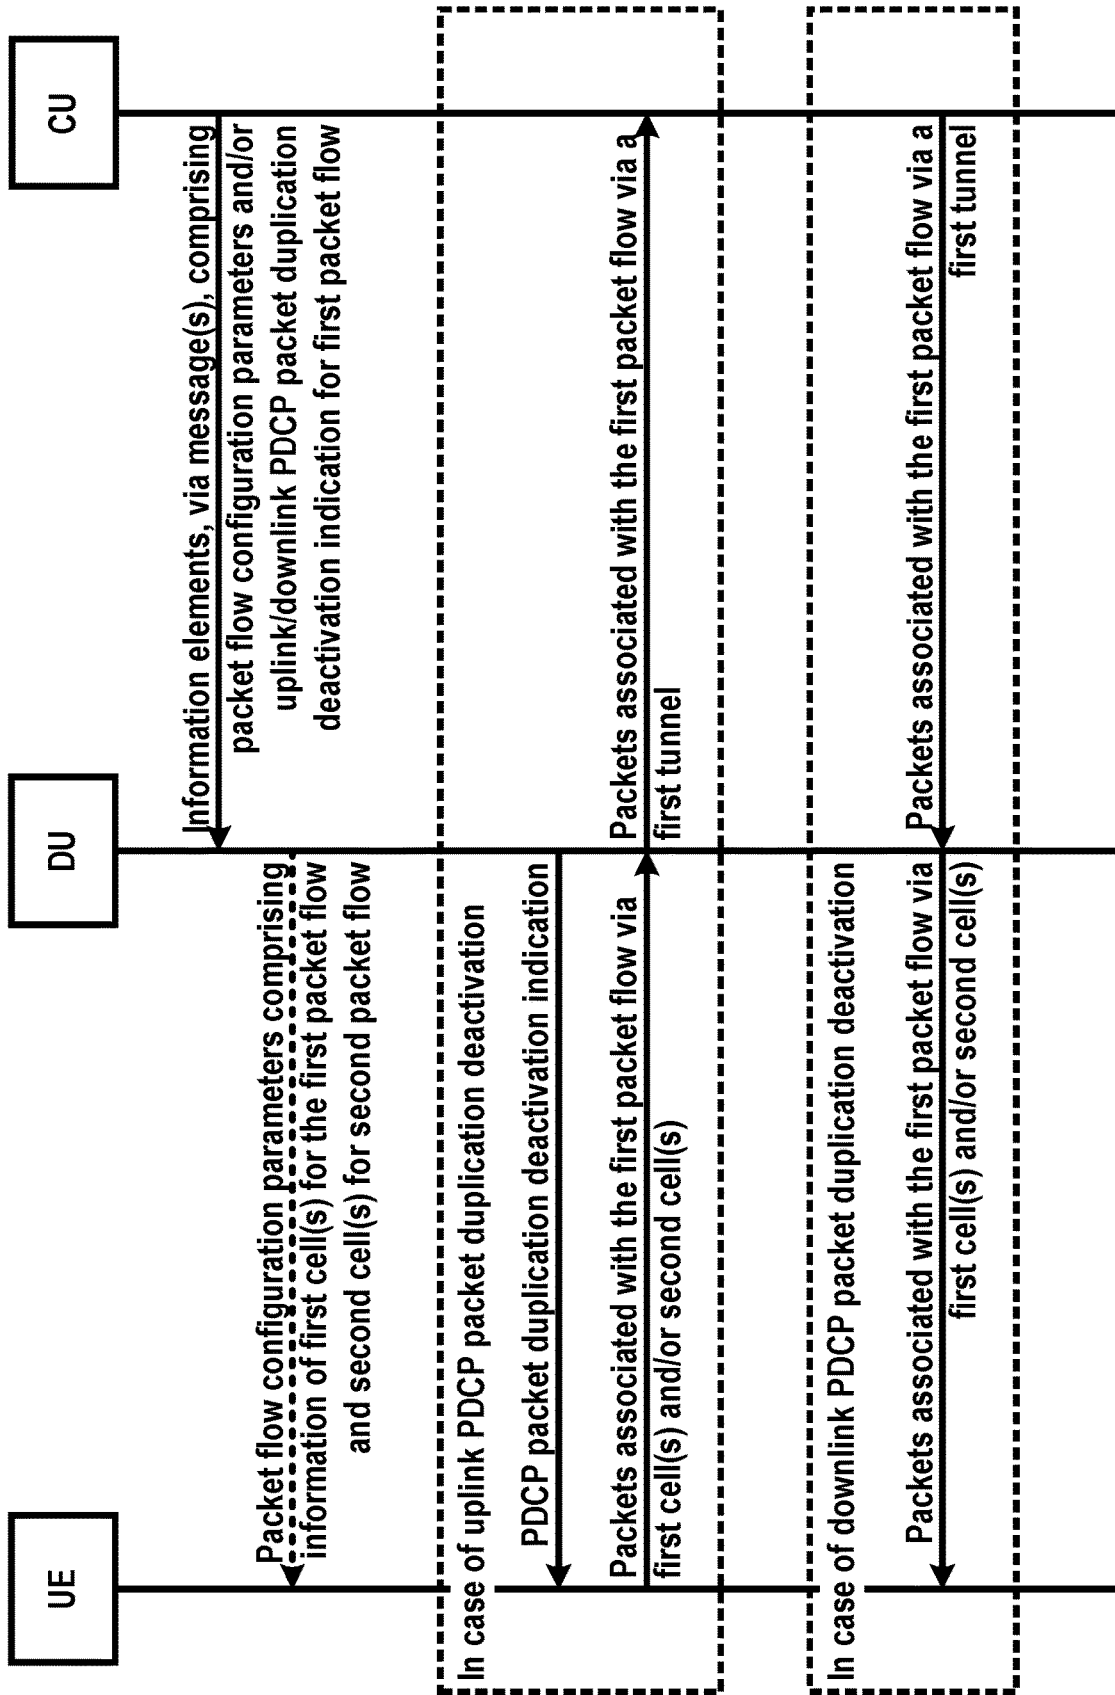 UE
DU
CU
Information elements, via message(s), comprising
packet flow configuration parameters and/or
uplink/downlink PDCP packet duplication
deactivation indication for first packet flow
Packet flow configuration parameters comprising
information of first cell(s) for the first packet flow
and second cell(s) for second packet flow
In case of uplink PDCP packet duplication deactivation
PDCP packet duplication deactivation indication
Packets associated with the first packet flow via
first cell(s) and/or second cell(s)
Packets associated with the first packet flow via a
first tunnel
In case of downlink PDCP packet duplication deactivation
Packets associated with the first packet flow via
first cell(s) and/or second cell(s)
Packets associated with the first packet flow via a
first tunnel